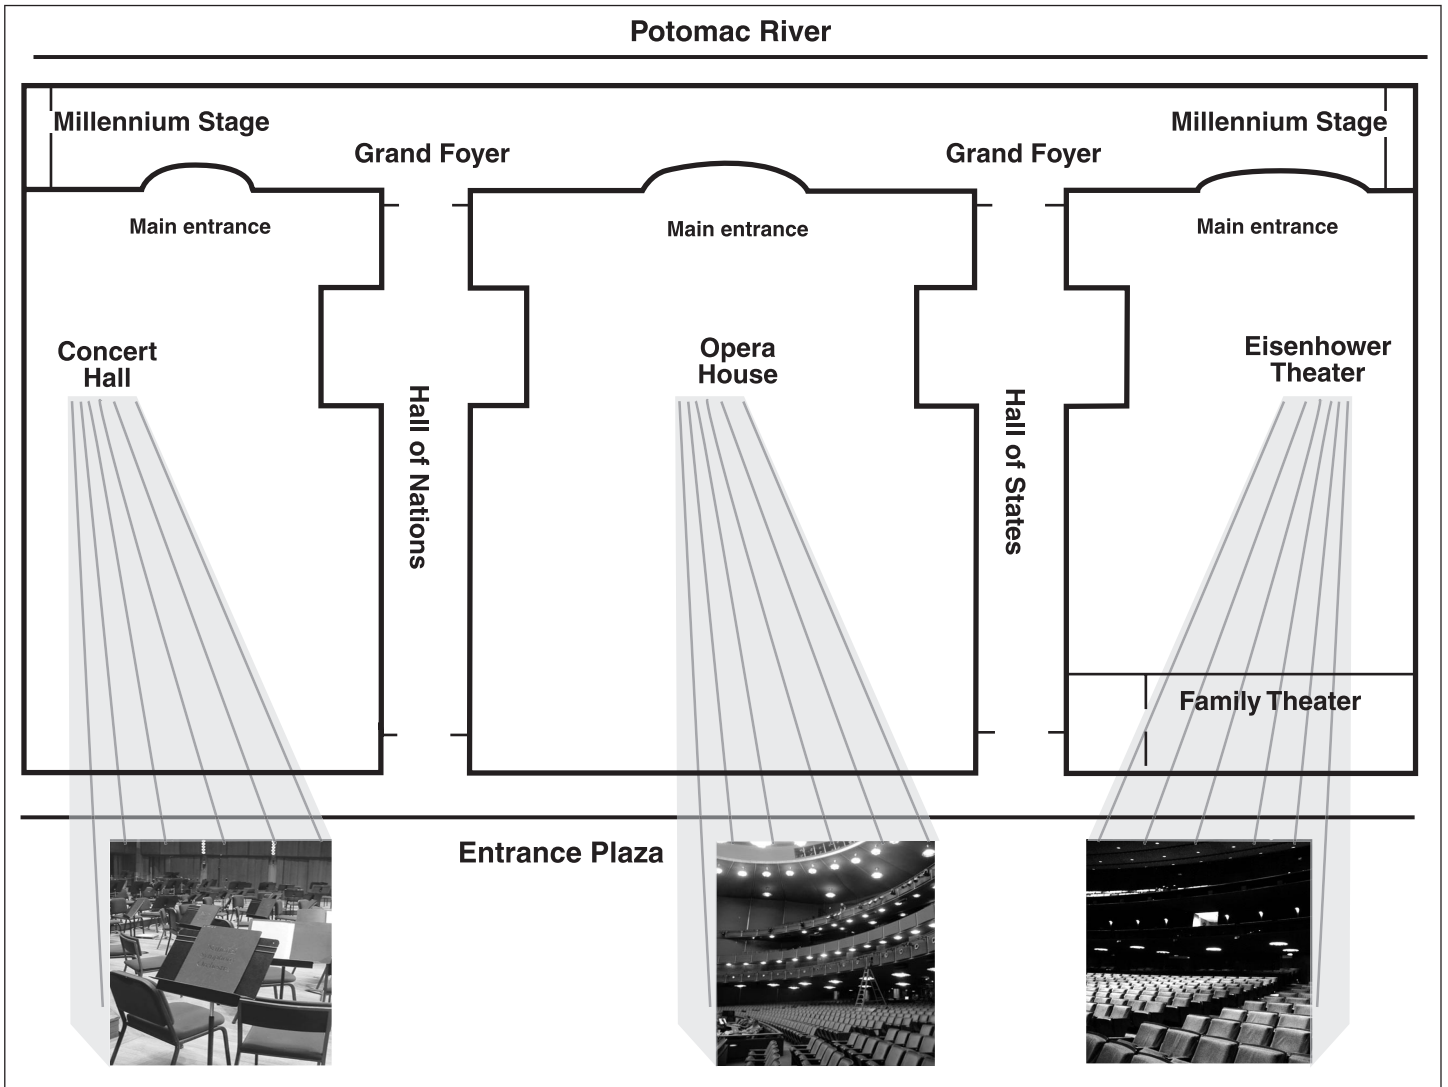 Potomac River
Millennium Stage
Millennium Stage
Grand Foyer
Grand Foyer
Main entrance
Main entrance
Main entrance
Concert
Hall
Opera
House
Eisenhower
Theater
Hall of Nations
Hall of States
Family Theater
Entrance Plaza